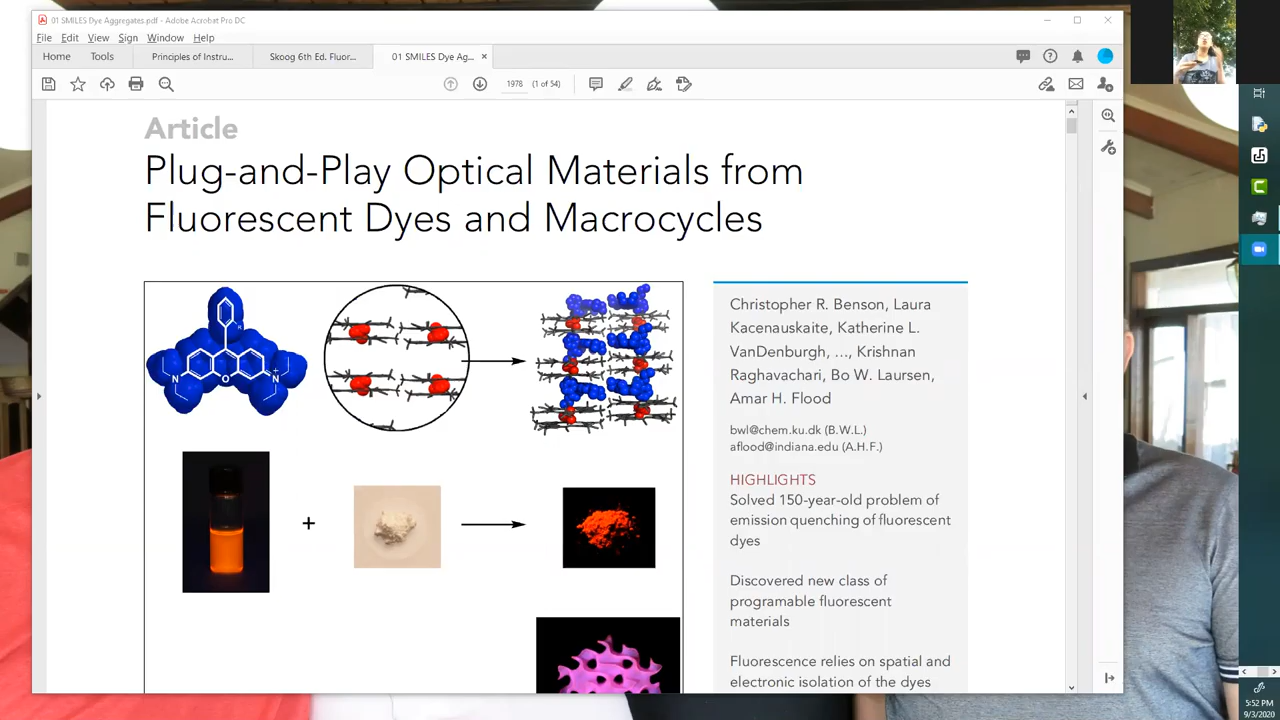 01 SMILES Dye Aggregates.pdf - Adobe Acrobat Pro DC
File Edit View Sign Window Help
Home Tools Principles of Instru... Skoog 6th Ed. Fluor... 01 SMILES Dye Ag... ×
1978 (1 of 54)
Article
Plug-and-Play Optical Materials from
Fluorescent Dyes and Macrocycles
R
N O N
+
+
Christopher R. Benson, Laura
Kacenauskaite, Katherine L.
VanDenburgh, ..., Krishnan
Raghavachari, Bo W. Laursen,
Amar H. Flood
bwl@chem.ku.dk (B.W.L.)
aflood@indiana.edu (A.H.F.)
HIGHLIGHTS
Solved 150-year-old problem of
emission quenching of fluorescent
dyes
Discovered new class of
programable fluorescent
materials
Fluorescence relies on spatial and
electronic isolation of the dyes
5:52 PM
9/3/2020